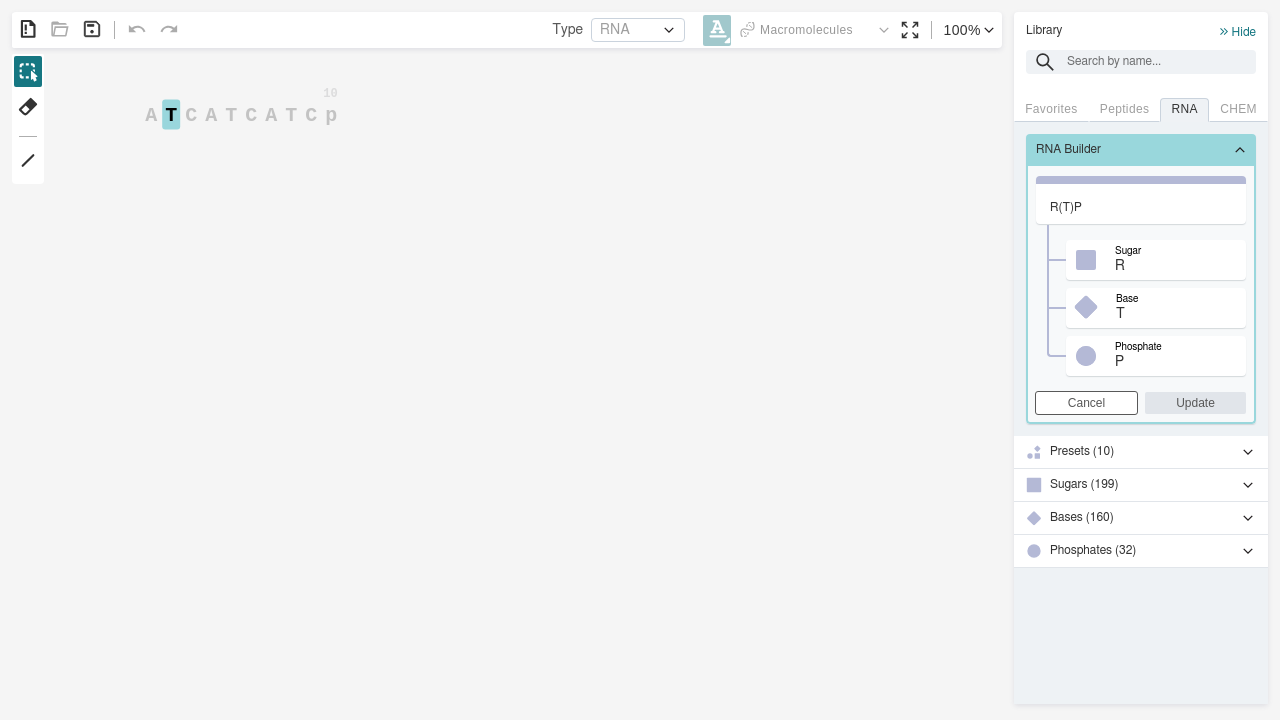 Type RNA
Macromolecules
100%
Library
Hide
Search by name...
Favorites Peptides RNA CHEM
10
A T C A T C A T C p
RNA Builder
R(T)P
Sugar
R
Base
T
Phosphate
P
Cancel Update
Presets (10)
Sugars (199)
Bases (160)
Phosphates (32)